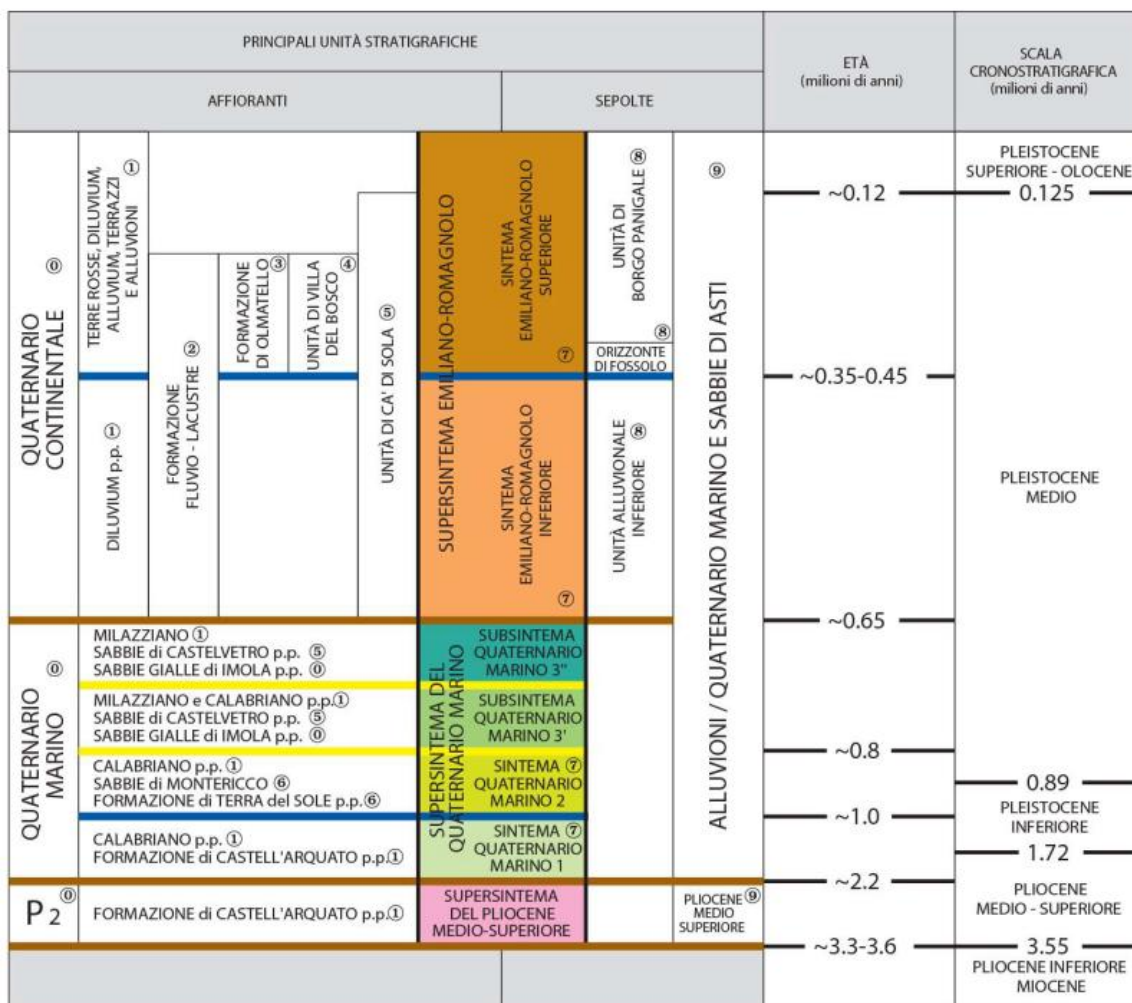 PRINCIPALI UNITÀ STRATIGRAFICHE
AFFIORANTI
SEPOLTE
ETÀ
(milioni di anni)
SCALA
CRONOSTRATIGRAFICA
(milioni di anni)
QUATERNARIO
CONTINENTALE
⓪
TERRE ROSSE, DILUVIUM,
ALLUVIUM, TERRAZZI
E ALLUVIONI
①
DILUVIUM p.p. ①
FORMAZIONE
FLUVIO - LACUSTRE
②
FORMAZIONE
DI OLMATELLO
③
UNITÀ DI VILLA
DEL BOSCO
④
UNITÀ DI CA' DI SOLA ⑤
SUPERSINTEMA EMILIANO-ROMAGNOLO
SINTEMA
EMILIANO-ROMAGNOLO
SUPERIORE
⑦
SINTEMA
EMILIANO-ROMAGNOLO
INFERIORE
⑦
UNITÀ DI
BORGO PANIGALE
⑧
⑧
ORIZZONTE
DI FOSSOLO
UNITÀ ALLUVIONALE
INFERIORE
⑧
ALLUVIONI / QUATERNARIO MARINO E SABBIE DI ASTI
⑨
QUATERNARIO
MARINO
⓪
MILAZZIANO ①
SABBIE di CASTELVETRO p.p. ⑤
SABBIE GIALLE DI IMOLA p.p. ⓪
MILAZZIANO e CALABRIANO p.p.①
SABBIE di CASTELVETRO p.p. ⑤
SABBIE GIALLE DI IMOLA p.p. ⓪
CALABRIANO p.p. ①
SABBIE di MONTERICCO ⑥
FORMAZIONE di TERRA del SOLE p.p.⑥
CALABRIANO p.p. ①
FORMAZIONE di CASTELL'ARQUATO p.p.①
SUPERSINTEMA DEL
QUATERNARIO MARINO
SUBSINTEMA
QUATERNARIO
MARINO 3"
SUBSINTEMA
QUATERNARIO
MARINO 3'
SINTEMA ⑦
QUATERNARIO
MARINO 2
SINTEMA ⑦
QUATERNARIO
MARINO 1
P2 ⓪
FORMAZIONE di CASTELL'ARQUATO p.p.①
SUPERSINTEMA
DEL PLIOCENE
MEDIO-SUPERIORE
PLIOCENE ⑨
MEDIO
SUPERIORE
~0.12
~0.35-0.45
~0.65
~0.8
~1.0
~2.2
~3.3-3.6
PLEISTOCENE
SUPERIORE - OLOCENE
0.125
PLEISTOCENE
MEDIO
0.89
PLEISTOCENE
INFERIORE
1.72
PLIOCENE
MEDIO - SUPERIORE
3.55
PLIOCENE INFERIORE
MIOCENE